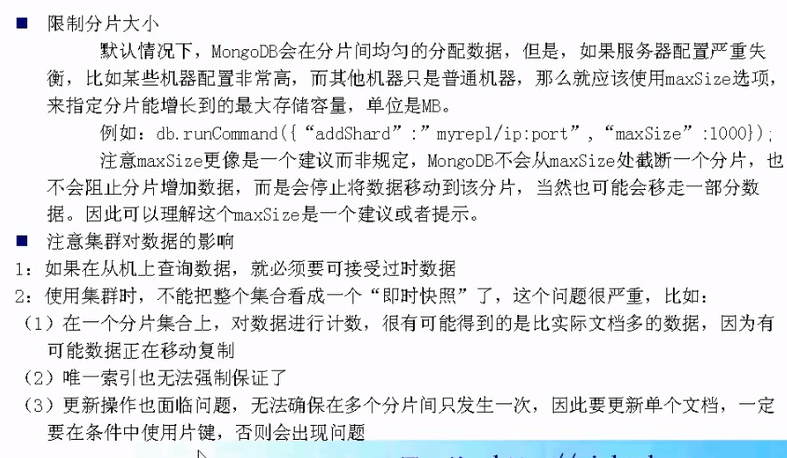 ■ 限制分片大小
默认情况下，MongoDB会在分片间均匀的分配数据，但是，如果服务器配置严重失
衡，比如某些机器配置非常高，而其他机器只是普通机器，那么就应该使用maxSize选项，
来指定分片能增长到的最大存储容量，单位是MB。
例如：db.runCommand({“addShard”:”myrepl/ip:port”,“maxSize”:1000});
注意maxSize更像是一个建议而非规定，MongoDB不会从maxSize处截断一个分片，也
不会阻止分片增加数据，而是会停止将数据移动到该分片，当然也可能会移走一部分数
据。因此可以理解这个maxSize是一个建议或者提示。
■ 注意集群对数据的影响
1：如果在从机上查询数据，就必须要可接受过时数据
2：使用集群时，不能把整个集合看成一个“即时快照”了，这个问题很严重，比如：
（1）在一个分片集合上，对数据进行计数，很有可能得到的是比实际文档多的数据，因为有
可能数据正在移动复制
（2）唯一索引也无法强制保证了
（3）更新操作也面临问题，无法确保在多个分片间只发生一次，因此要更新单个文档，一定
要在条件中使用片键，否则会出现问题